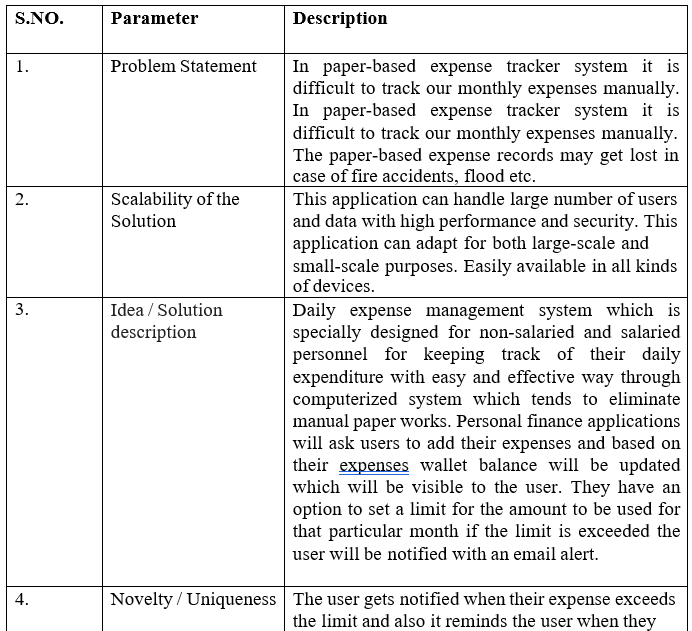 S.NO. Parameter Description
1. Problem Statement In paper-based expense tracker system it is
difficult to track our monthly expenses manually.
In paper-based expense tracker system it is
difficult to track our monthly expenses manually.
The paper-based expense records may get lost in
case of fire accidents, flood etc.
2. Scalability of the This application can handle large number of users
Solution and data with high performance and security. This
application can adapt for both large-scale and
small-scale purposes. Easily available in all kinds
of devices.
3. Idea / Solution Daily expense management system which is
description specially designed for non-salaried and salaried
personnel for keeping track of their daily
expenditure with easy and effective way through
computerized system which tends to eliminate
manual paper works. Personal finance applications
will ask users to add their expenses and based on
their expenses wallet balance will be updated
which will be visible to the user. They have an
option to set a limit for the amount to be used for
that particular month if the limit is exceeded the
user will be notified with an email alert.
4. Novelty / Uniqueness The user gets notified when their expense exceeds
the limit and also it reminds the user when they